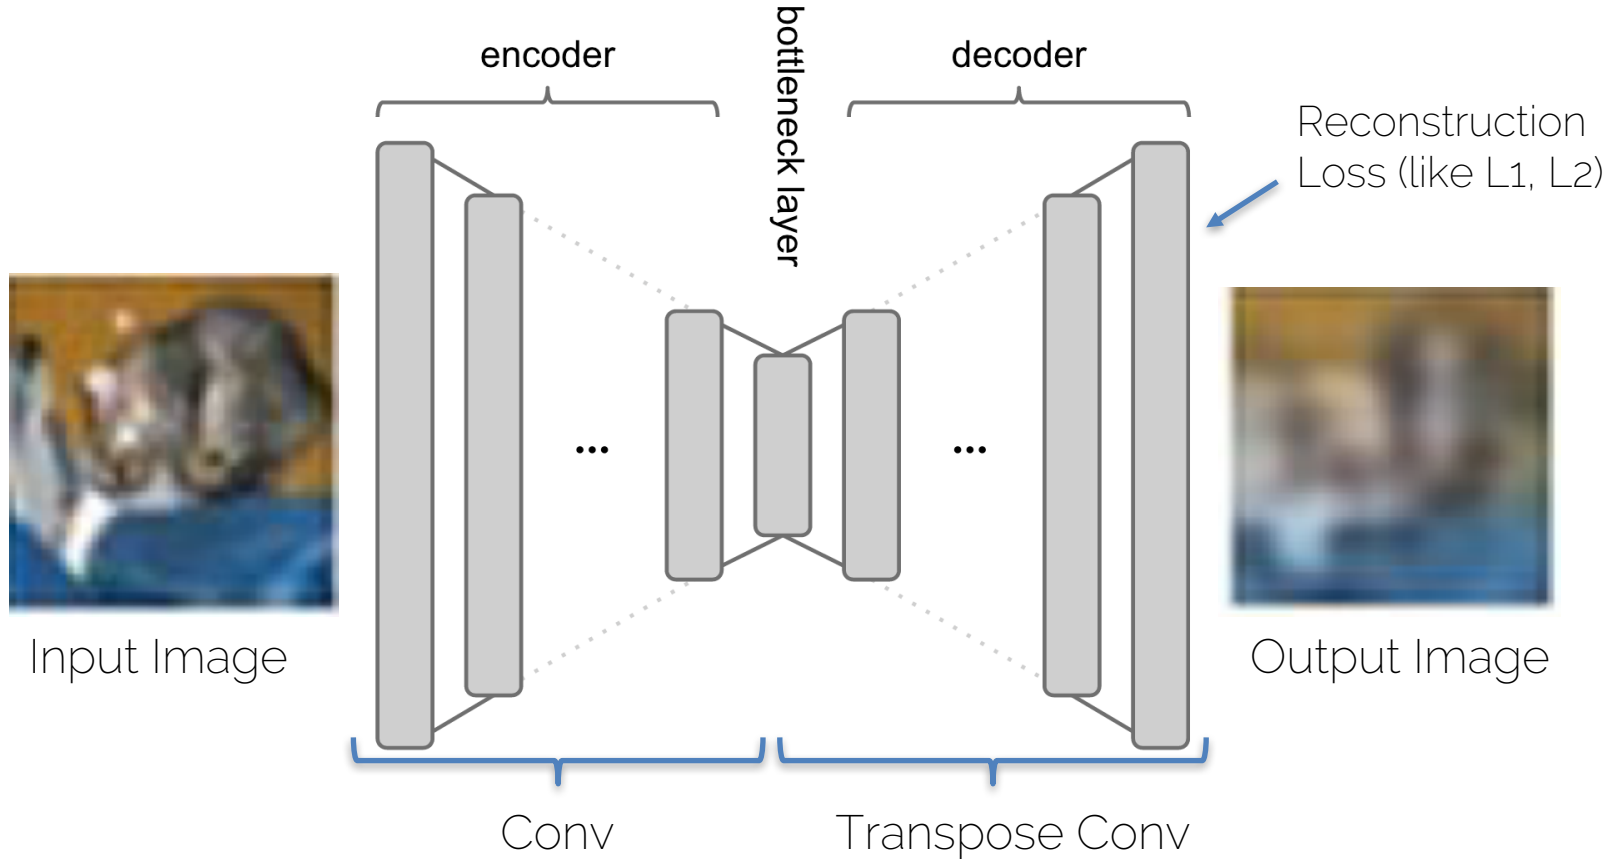 encoder
bottleneck layer
decoder
Reconstruction
Loss (like L1, L2)
...
...
Input Image
Output Image
Conv
Transpose Conv